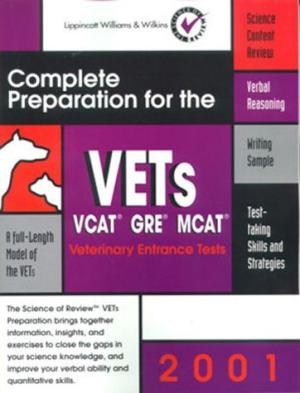 Lippincott Williams & Wilkins
SCIENCE OF
THE REVIEW
Complete
Preparation for the
Science
Content
Review
Verbal
Reasoning
Writing
Sample
Test-
taking
Skills and
Strategies
VETs
VCAT® GRE® MCAT®
Veterinary Entrance Tests
A Full-Length
Model of
the VETs
The Science of Review™ VETs
Preparation brings together
information, insights, and
exercises to close the gaps in
your science knowledge, and
improve your verbal ability and
quantitative skills.
2001